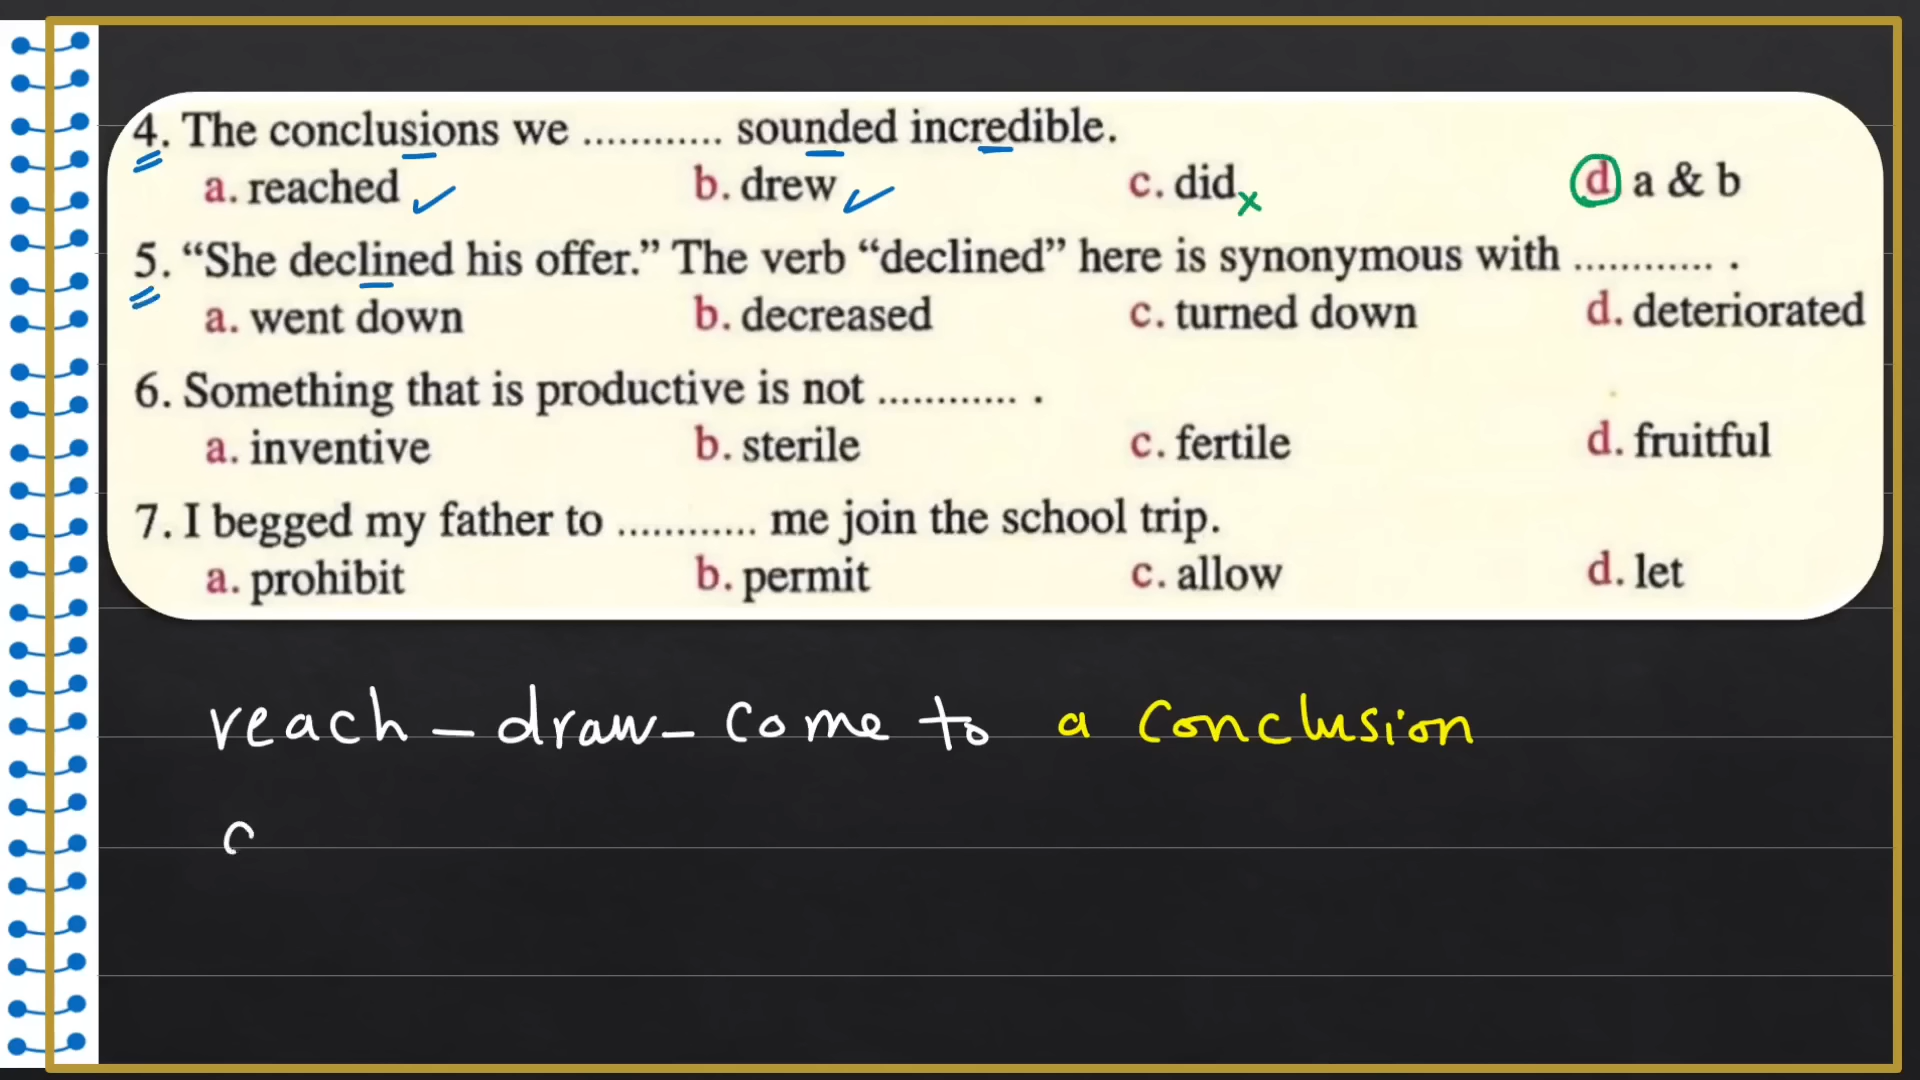 4. The conclusions we ............ sounded incredible.
a. reached b. drew c. did d a & b
5. “She declined his offer.” The verb “declined” here is synonymous with ............ .
a. went down b. decreased c. turned down d. deteriorated
6. Something that is productive is not ............ .
a. inventive b. sterile c. fertile d. fruitful
7. I begged my father to ............ me join the school trip.
a. prohibit b. permit c. allow d. let
reach - draw - come to a conclusion